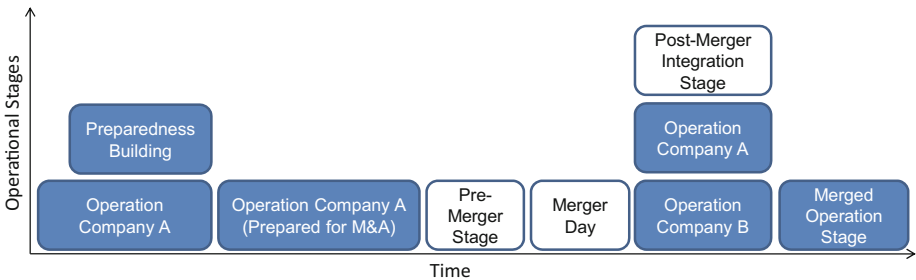 Operational Stages
Post-Merger
Integration
Stage
Preparedness
Building
Operation
Company A
Operation
Company A
Operation Company A
(Prepared for M&A)
Pre-
Merger
Stage
Merger
Day
Operation
Company B
Merged
Operation
Stage
Time